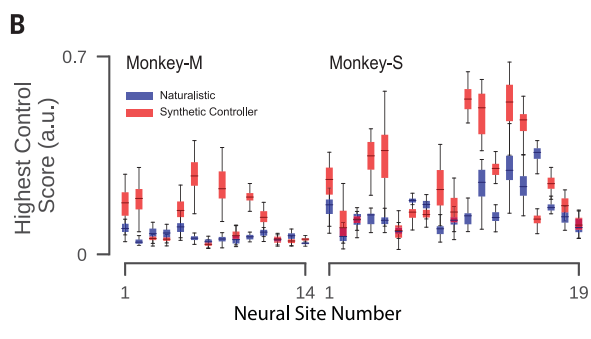 B
0.7
Monkey-M
Monkey-S
Naturalistic
Synthetic Controller
Highest Control
Score (a.u.)
0
1
14
1
19
Neural Site Number